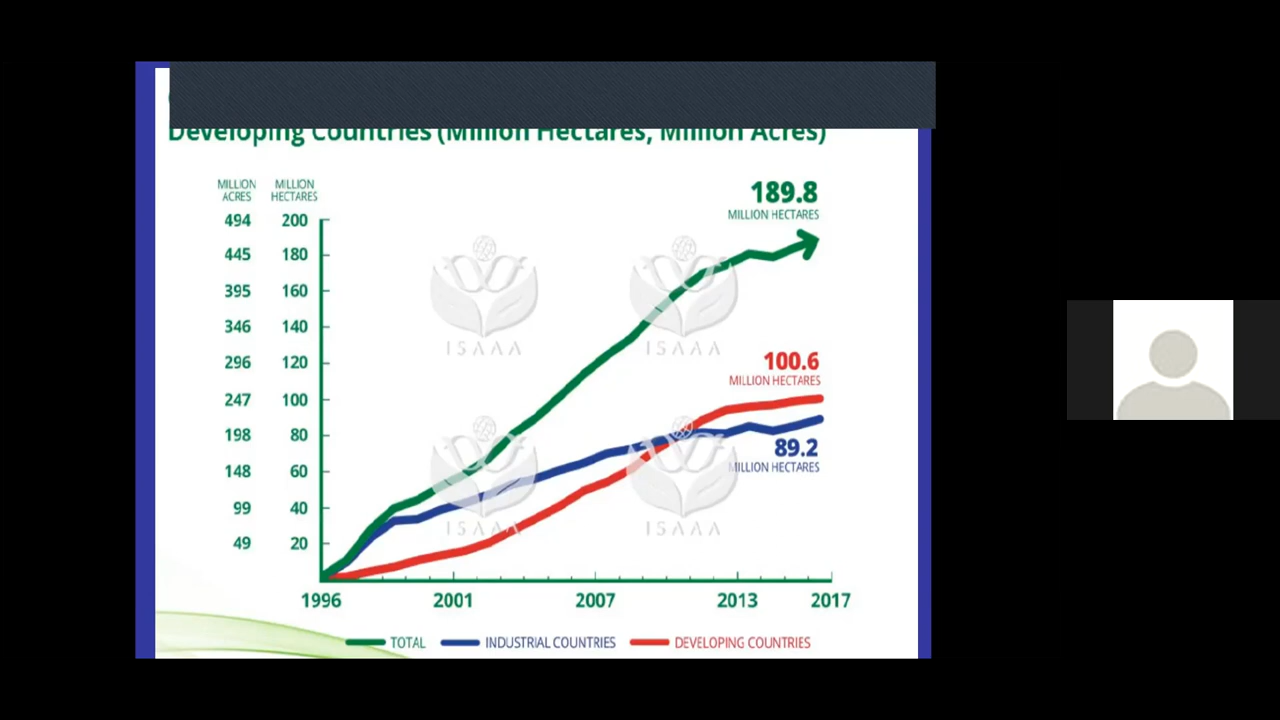 Developing Countries (Million Hectares, Million Acres)
MILLION ACRES
MILLION HECTARES
189.8
MILLION HECTARES
494 200
445 180
395 160
346 140
296 120
247 100
198 80
148 60
99 40
49 20
100.6
MILLION HECTARES
89.2
MILLION HECTARES
ISAAA
ISAAA
ISAAA
ISAAA
1996 2001 2007 2013 2017
TOTAL INDUSTRIAL COUNTRIES DEVELOPING COUNTRIES